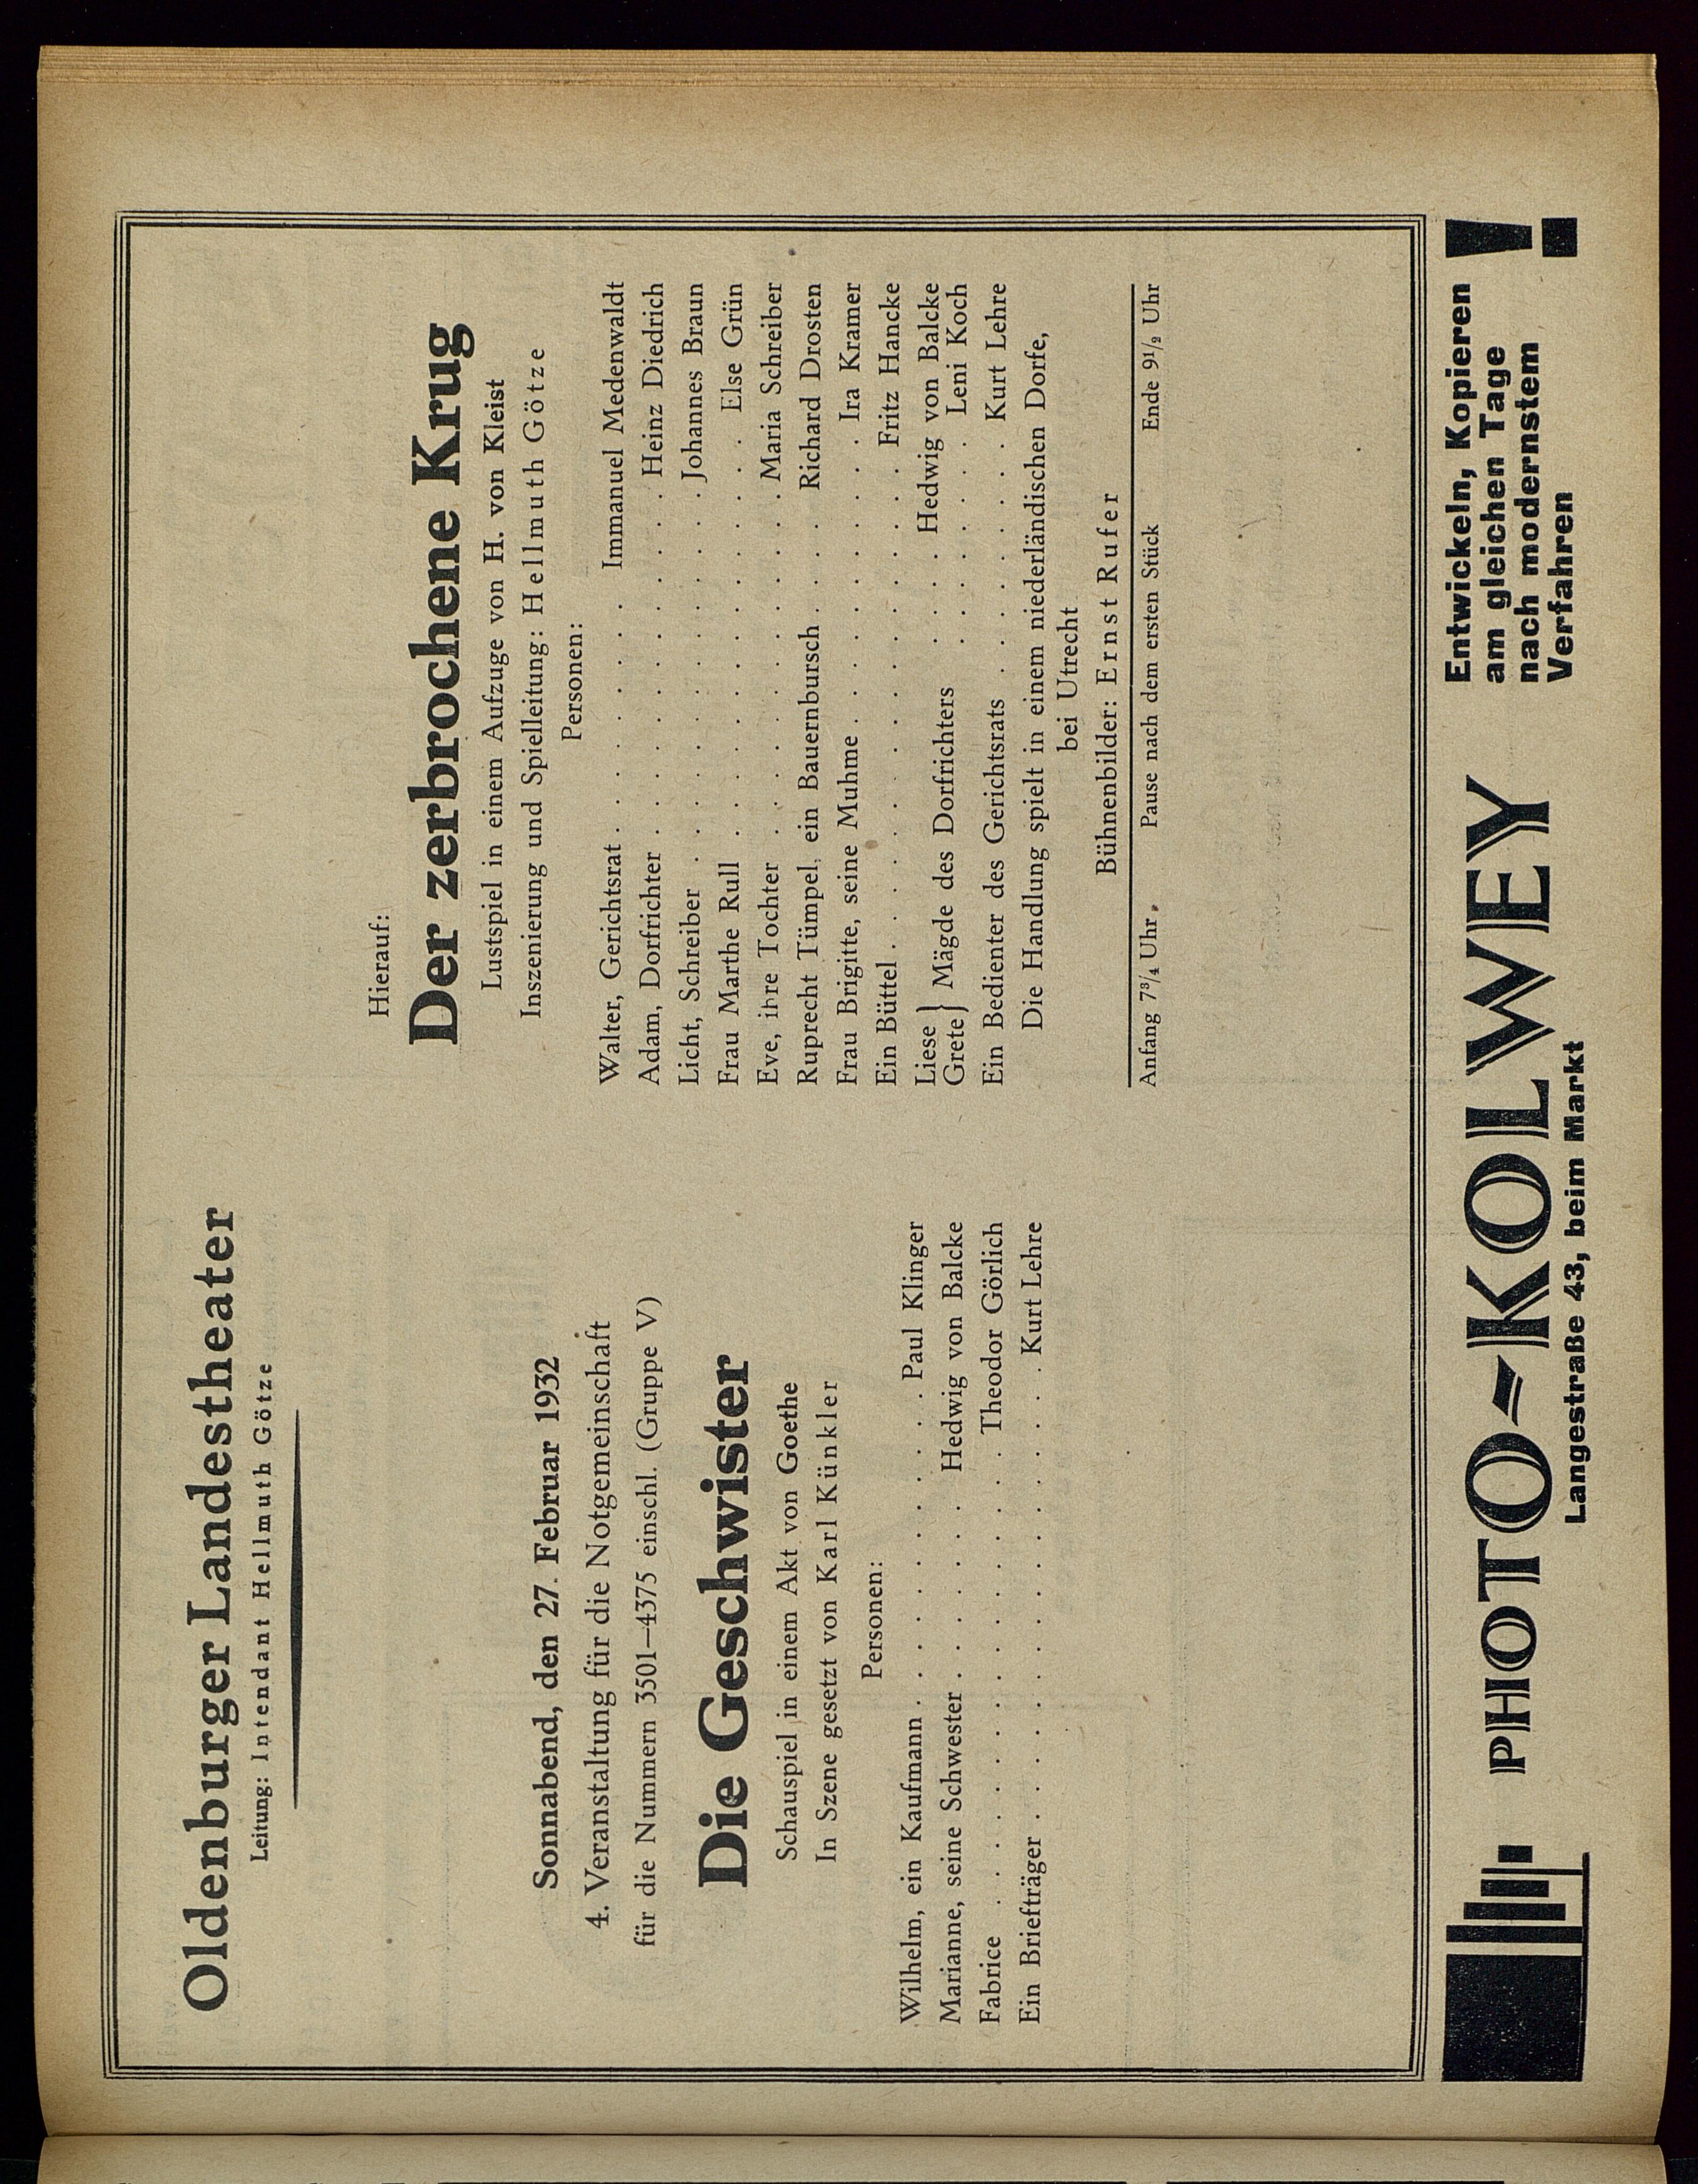 Oldenburger Landestheater
Leitung: Intendant Hellmuth Götze
Sonnabend, den 27. Februar 1932
4. Veranstaltung für die Notgemeinschaft
für die Nummern 3501—4375 einschl. (Gruppe V)
Die Geschwister
Schauspiel in einem Akt von Goethe
In Szene gesetzt von Karl Künkler
Personen:
Wilhelm, ein Kaufmann . . . . . . . . . Paul Klinger
Marianne, seine Schwester . . . . . . Hedwig von Balcke
Fabrice . . . . . . . . . . . . . Theodor Görlich
Ein Briefträger . . . . . . . . . . . . Kurt Lehre
Hierauf:
Der zerbrochene Krug
Lustspiel in einem Aufzuge von H. von Kleist
Inszenierung und Spielleitung: Hellmuth Götze
Personen:
Walter, Gerichtsrat . . . . . . . . Immanuel Medenwaldt
Adam, Dorfrichter . . . . . . . . . . Heinz Diedrich
Licht, Schreiber . . . . . . . . . . . Johannes Braun
Frau Marthe Rull . . . . . . . . . . . . Else Grün
Eve, ihre Tochter . . . . . . . . . . Maria Schreiber
Ruprecht Tümpel, ein Bauernbursch . . . Richard Drosten
Frau Brigitte, seine Muhme . . . . . . . . Ira Kramer
Ein Büttel . . . . . . . . . . . . . . Fritz Hancke
Liese } Mägde des Dorfrichters . . . . Hedwig von Balcke
Grete } . . . . . . Leni Koch
Ein Bedienter des Gerichtsrats . . . . . . . Kurt Lehre
Die Handlung spielt in einem niederländischen Dorfe,
bei Utrecht
Bühnenbilder: Ernst Rufer
Anfang 7³/₄ Uhr. Pause nach dem ersten Stück Ende 9¹/₂ Uhr
PHOTO-KOLWEY
Langestraße 43, beim Markt
Entwickeln, Kopieren
am gleichen Tage
nach modernstem
Verfahren !